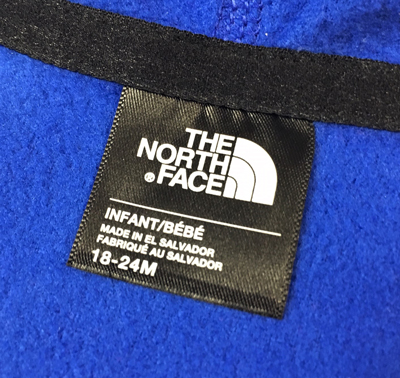 THE
NORTH
® FACE
INFANT/BÉBÉ
MADE IN EL SALVADOR
FABRIQUÉ AU SALVADOR
18-24M